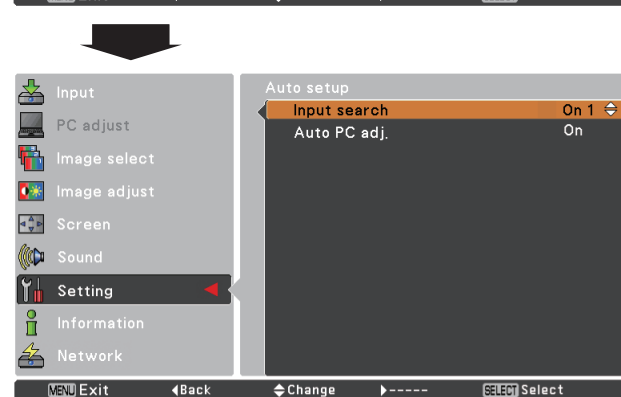 Input
PC adjust
Image select
Image adjust
Screen
Sound
Setting
Information
Network
Auto setup
Input search On 1
Auto PC adj. On
MENU Exit Back Change ----- SELECT Select